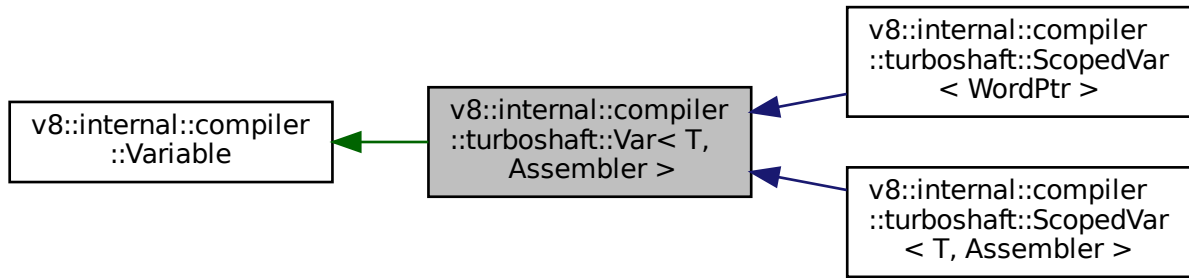 v8::internal::compiler
::Variable
v8::internal::compiler
::turboshaft::Var< T,
Assembler >
v8::internal::compiler
::turboshaft::ScopedVar
< WordPtr >
v8::internal::compiler
::turboshaft::ScopedVar
< T, Assembler >